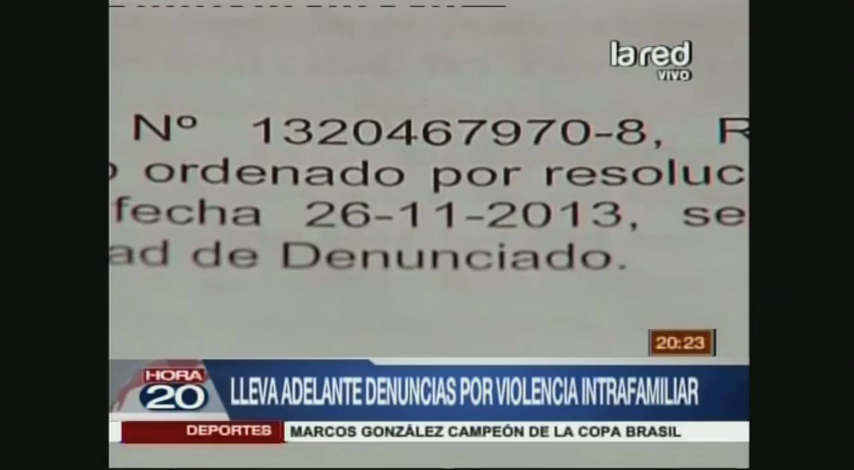 la red
VIVO
Nº 1320467970-8,
ordenado por resoluc
fecha 26-11-2013, se
ad de Denunciado.
20:23
HORA
20
LLEVA ADELANTE DENUNCIAS POR VIOLENCIA INTRAFAMILIAR
DEPORTES MARCOS GONZÁLEZ CAMPEÓN DE LA COPA BRASIL